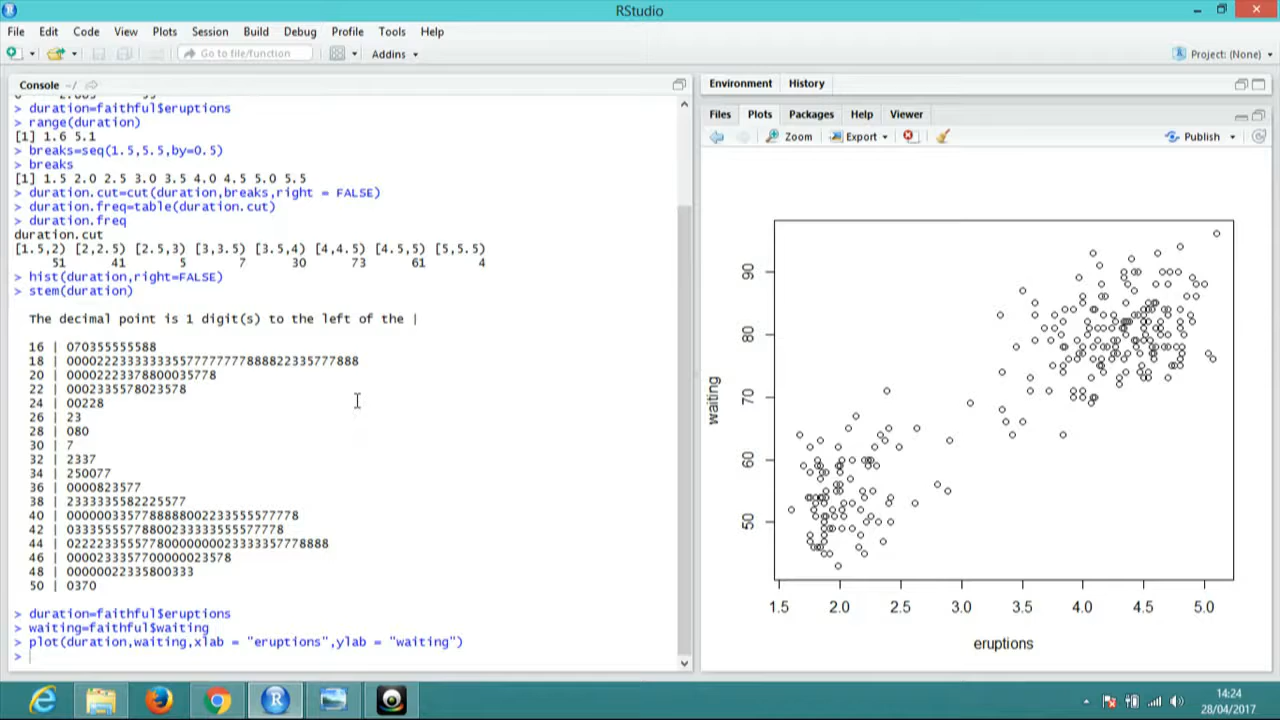 RStudio
File Edit Code View Plots Session Build Debug Profile Tools Help
Go to file/function Addins Project: (None)
Console ~/
> duration=faithful$eruptions
> range(duration)
[1] 1.6 5.1
> breaks=seq(1.5,5.5,by=0.5)
> breaks
[1] 1.5 2.0 2.5 3.0 3.5 4.0 4.5 5.0 5.5
> duration.cut=cut(duration,breaks,right = FALSE)
> duration.freq=table(duration.cut)
> duration.freq
duration.cut
[1.5,2) [2,2.5) [2.5,3) [3,3.5) [3.5,4) [4,4.5) [4.5,5) [5,5.5)
51 41 5 7 30 73 61 4
> hist(duration,right=FALSE)
> stem(duration)
The decimal point is 1 digit(s) to the left of the |
16 | 070355555588
18 | 000022233333335577777777888822335777888
20 | 00002223378800035778
22 | 0002335578023578
24 | 00228
26 | 23
28 | 080
30 | 7
32 | 2337
34 | 250077
36 | 0000823577
38 | 2333335582225577
40 | 0000003357788888002233555577778
42 | 03335555778800233333555577778
44 | 02222335557780000000023333357778888
46 | 0000233357700000023578
48 | 00000022335800333
50 | 0370
> duration=faithful$eruptions
> waiting=faithful$waiting
> plot(duration,waiting,xlab = "eruptions",ylab = "waiting")
>
Environment History
Files Plots Packages Help Viewer
Zoom Export Publish
90
80
70
60
50
waiting
1.5 2.0 2.5 3.0 3.5 4.0 4.5 5.0
eruptions
14:24
28/04/2017